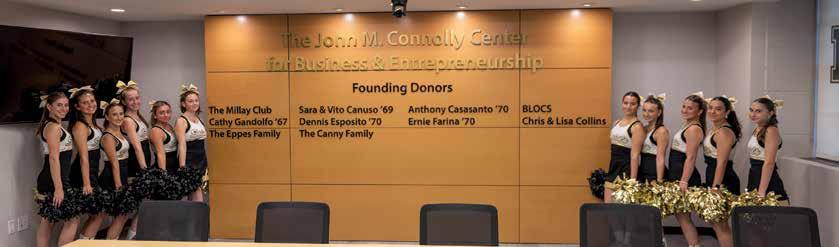 The John M. Connolly Center
for Business & Entrepreneurship
Founding Donors
The Millay Club
Cathy Gandolfo '67
The Eppes Family
Sara & Vito Canuso '69
Dennis Esposito '70
The Canny Family
Anthony Casasanto '70
Ernie Farina '70
BLOCS
Chris & Lisa Collins